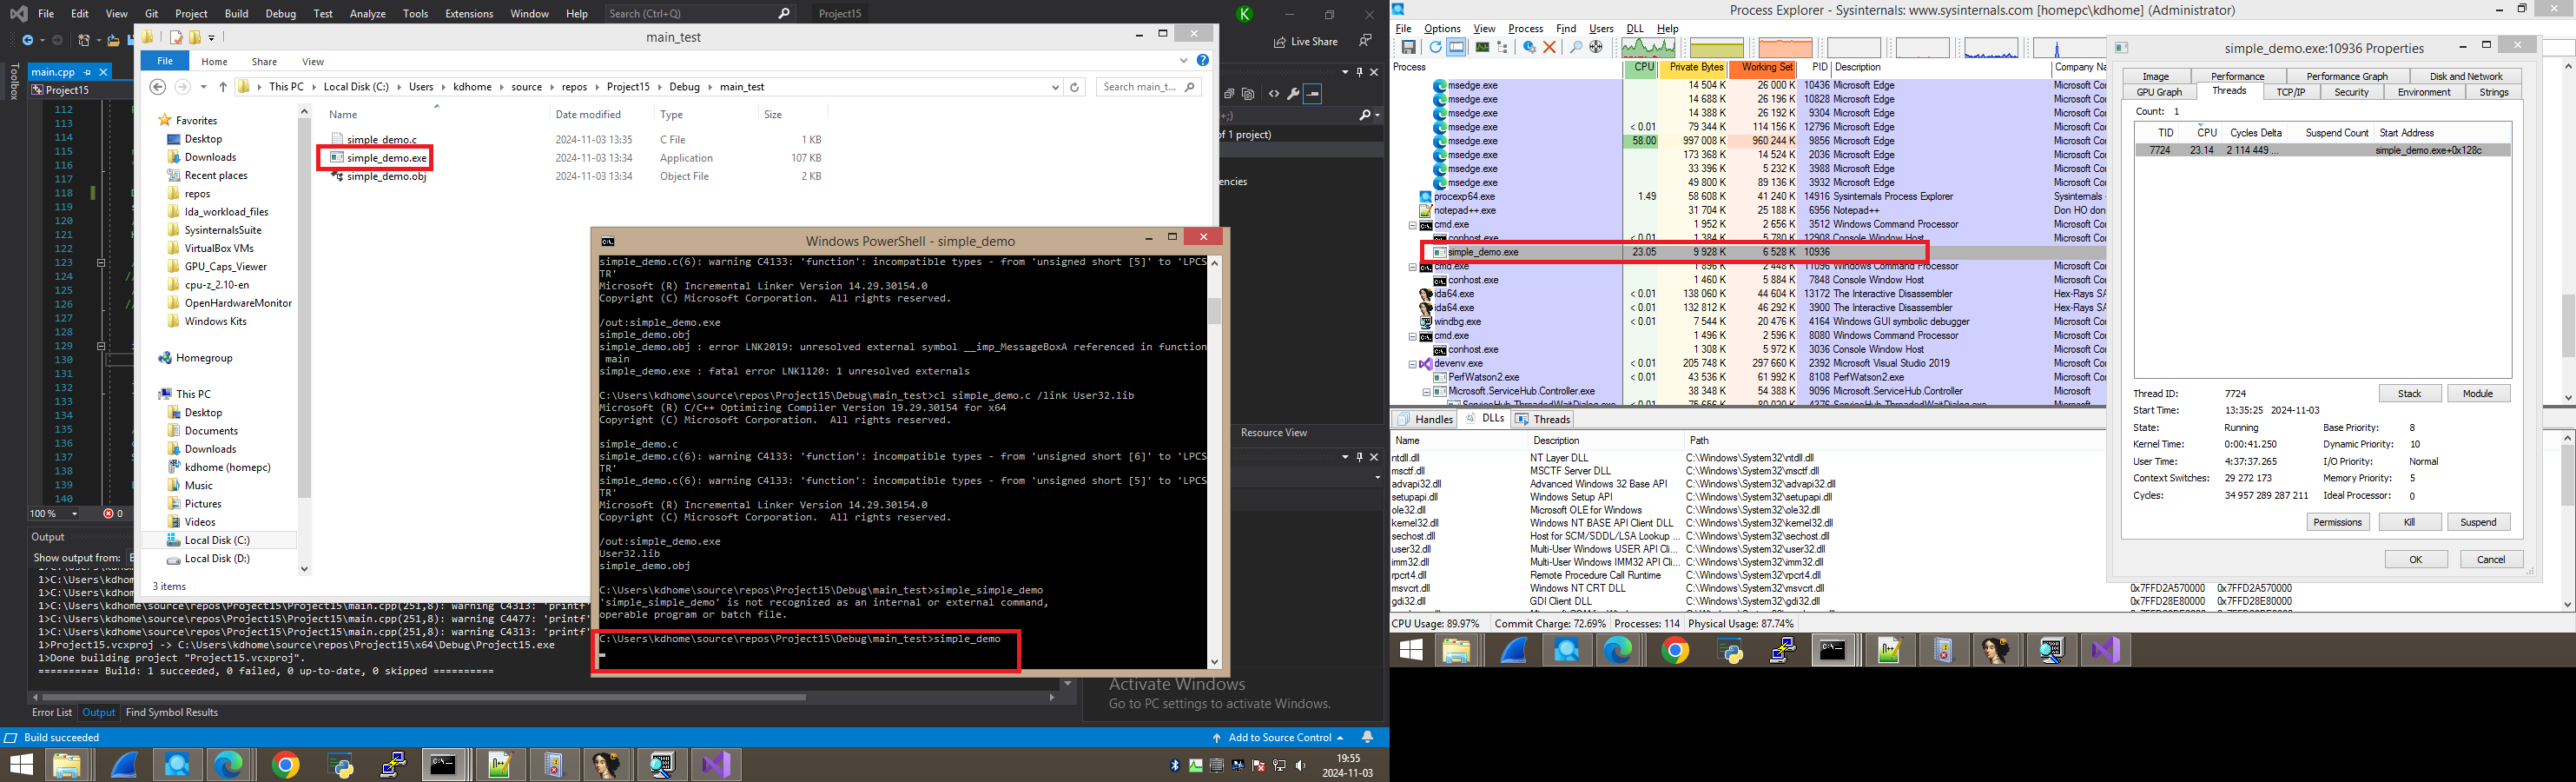 File Edit View Git Project Build Debug Test Analyze Tools Extensions Window Help Search (Ctrl+Q) Project15
Live Share
main_test
File Home Share View
This PC Local Disk (C:) Users kdhome source repos Project15 Debug main_test
Search main_t...
Toolbox
main.cpp
Project15
112
113
114
115
116
117
118
119
120
121
122
123
124
125
126
127
128
129
130
131
132
133
134
135
136
137
138
139
140
100 %
0
Favorites
Desktop
Downloads
Recent places
repos
Ida_workload_files
SysinternalsSuite
VirtualBox VMs
GPU_Caps_Viewer
cpu-z_2.10-en
OpenHardwareMonitor
Windows Kits
Homegroup
This PC
Desktop
Documents
Downloads
kdhome (homepc)
Music
Pictures
Videos
Local Disk (C:)
Local Disk (D:)
3 items
Name Date modified Type Size
simple_demo.c 2024-11-03 13:35 C File 1 KB
simple_demo.exe 2024-11-03 13:34 Application 107 KB
simple_demo.obj 2024-11-03 13:34 Object File 2 KB
of 1 project)
encies
Resource View
Windows PowerShell - simple_demo
simple_demo.c(6): warning C4133: 'function': incompatible types - from 'unsigned short [5]' to 'LPCS
TR'
Microsoft (R) Incremental Linker Version 14.29.30154.0
Copyright (C) Microsoft Corporation.  All rights reserved.
/out:simple_demo.exe
simple_demo.obj
simple_demo.obj : error LNK2019: unresolved external symbol __imp_MessageBoxA referenced in function
main
simple_demo.exe : fatal error LNK1120: 1 unresolved externals
C:\Users\kdhome\source\repos\Project15\Debug\main_test>cl simple_demo.c /link User32.lib
Microsoft (R) C/C++ Optimizing Compiler Version 19.29.30154 for x64
Copyright (C) Microsoft Corporation.  All rights reserved.
simple_demo.c
simple_demo.c(6): warning C4133: 'function': incompatible types - from 'unsigned short [6]' to 'LPCS
TR'
simple_demo.c(6): warning C4133: 'function': incompatible types - from 'unsigned short [5]' to 'LPCS
TR'
Microsoft (R) Incremental Linker Version 14.29.30154.0
Copyright (C) Microsoft Corporation.  All rights reserved.
/out:simple_demo.exe
User32.lib
simple_demo.obj
C:\Users\kdhome\source\repos\Project15\Debug\main_test>simple_simple_demo
'simple_simple_demo' is not recognized as an internal or external command,
operable program or batch file.
C:\Users\kdhome\source\repos\Project15\Debug\main_test>simple_demo
Output
Show output from:
1>C:\Users\kdhome
1>C:\Users\kdhome
1>C:\Users\kdhome
1>C:\Users\kdhome\source\repos\Project15\Project15\main.cpp(251,8): warning C4313: 'printf'
1>C:\Users\kdhome\source\repos\Project15\Project15\main.cpp(251,8): warning C4477: 'printf'
1>C:\Users\kdhome\source\repos\Project15\Project15\main.cpp(251,8): warning C4313: 'printf'
1>Project15.vcxproj -> C:\Users\kdhome\source\repos\Project15\x64\Debug\Project15.exe
1>Done building project "Project15.vcxproj".
========== Build: 1 succeeded, 0 failed, 0 up-to-date, 0 skipped ==========
Error List Output Find Symbol Results
Activate Windows
Go to PC settings to activate Windows.
Build succeeded
Add to Source Control
19:55
2024-11-03
Process Explorer - Sysinternals: www.sysinternals.com [homepc\kdhome] (Administrator)
File Options View Process Find Users DLL Help
Process CPU Private Bytes Working Set PID Description Company Na
msedge.exe 14 504 K 26 000 K 10436 Microsoft Edge Microsoft Co
msedge.exe 14 688 K 26 196 K 10828 Microsoft Edge Microsoft Co
msedge.exe 14 388 K 26 192 K 9304 Microsoft Edge Microsoft Co
msedge.exe < 0.01 79 344 K 114 156 K 12796 Microsoft Edge Microsoft Co
msedge.exe 58.00 997 008 K 960 244 K 9856 Microsoft Edge Microsoft Co
msedge.exe 173 368 K 14 524 K 2036 Microsoft Edge Microsoft Co
msedge.exe 33 396 K 5 232 K 3988 Microsoft Edge Microsoft Co
msedge.exe 49 800 K 89 136 K 3932 Microsoft Edge Microsoft Co
procexp64.exe 1.49 58 608 K 41 240 K 14916 Sysinternals Process Explorer Sysinternals
notepad++.exe 31 704 K 25 188 K 6956 Notepad++ Don HO don
cmd.exe 1 952 K 2 656 K 3512 Windows Command Processor Microsoft Co
conhost.exe < 0.01 1 384 K 5 780 K 12908 Console Window Host Microsoft Co
simple_demo.exe 23.05 9 928 K 6 528 K 10936
cmd.exe 1 896 K 2 448 K 11096 Windows Command Processor Microsoft Co
conhost.exe 1 460 K 5 884 K 7848 Console Window Host Microsoft Co
ida64.exe < 0.01 138 060 K 44 604 K 13172 The Interactive Disassembler Hex-Rays SA
ida64.exe < 0.01 132 812 K 46 292 K 3900 The Interactive Disassembler Hex-Rays SA
windbg.exe < 0.01 7 544 K 20 476 K 4164 Windows GUI symbolic debugger Microsoft Co
cmd.exe 1 496 K 2 596 K 8080 Windows Command Processor Microsoft Co
conhost.exe 1 308 K 5 972 K 3036 Console Window Host Microsoft Co
devenv.exe < 0.01 205 748 K 297 660 K 2392 Microsoft Visual Studio 2019 Microsoft Co
PerfWatson2.exe < 0.01 43 536 K 61 992 K 8108 PerfWatson2.exe Microsoft Co
Microsoft.ServiceHub.Controller.exe 38 348 K 54 388 K 9096 Microsoft.ServiceHub.Controller Microsoft
Handles DLLs Threads
Name Description Path
ntdll.dll NT Layer DLL C:\Windows\System32\ntdll.dll
msctf.dll MSCTF Server DLL C:\Windows\System32\msctf.dll
advapi32.dll Advanced Windows 32 Base API C:\Windows\System32\advapi32.dll
setupapi.dll Windows Setup API C:\Windows\System32\setupapi.dll
ole32.dll Microsoft OLE for Windows C:\Windows\System32\ole32.dll
kernel32.dll Windows NT BASE API Client DLL C:\Windows\System32\kernel32.dll
sechost.dll Host for SCM/SDDL/LSA Lookup ... C:\Windows\System32\sechost.dll
user32.dll Multi-User Windows USER API Cli... C:\Windows\System32\user32.dll
imm32.dll Multi-User Windows IMM32 API Cli... C:\Windows\System32\imm32.dll
rpcrt4.dll Remote Procedure Call Runtime C:\Windows\System32\rpcrt4.dll
msvcrt.dll Windows NT CRT DLL C:\Windows\System32\msvcrt.dll 0x7FFD2A570000 0x7FFD2A570000
gdi32.dll GDI Client DLL C:\Windows\System32\gdi32.dll 0x7FFD28E80000 0x7FFD28E80000
CPU Usage: 89.97% Commit Charge: 72.69% Processes: 114 Physical Usage: 87.74%
simple_demo.exe:10936 Properties
Image Performance Performance Graph Disk and Network
GPU Graph Threads TCP/IP Security Environment Strings
Count: 1
TID CPU Cycles Delta Suspend Count Start Address
7724 23.14 2 114 449 ... simple_demo.exe+0x128c
Thread ID: 7724 Stack Module
Start Time: 13:35:25 2024-11-03
State: Running Base Priority: 8
Kernel Time: 0:00:41.250 Dynamic Priority: 10
User Time: 4:37:37.265 I/O Priority: Normal
Context Switches: 29 272 173 Memory Priority: 5
Cycles: 34 957 289 287 211 Ideal Processor: 0
Permissions Kill Suspend
OK Cancel